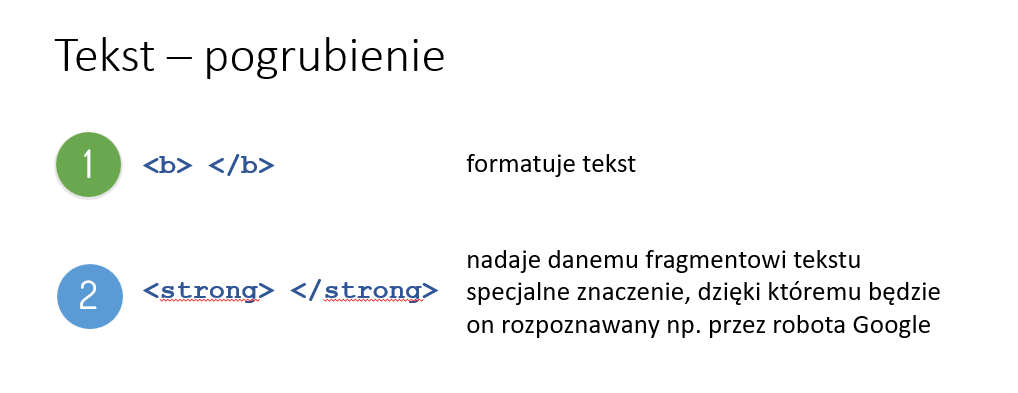 Tekst – pogrubienie
1 <b> </b> formatuje tekst
nadaje danemu fragmentowi tekstu
2 <strong> </strong> specjalne znaczenie, dzięki któremu będzie
on rozpoznawany np. przez robota Google